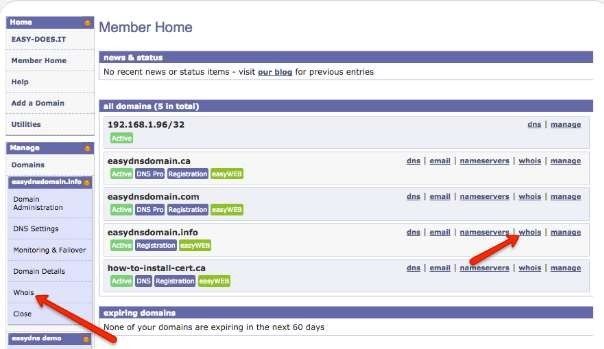 Home
EASY-DOES.IT
Member Home
Help
Add a Domain
Utilities
Manage
Domains
easydnsdomain.info
Domain
Administration
DNS Settings
Monitoring & Failover
Domain Details
Whois
Close
easydns demo
Member Home
news & status
No recent news or status items - visit our blog for previous entries
all domains (5 in total)
192.168.1.96/32 dns | manage
Active
easydnsdomain.ca dns | email | nameservers | whois | manage
Active DNS Pro Registration easyWEB
easydnsdomain.com dns | email | nameservers | whois | manage
Active DNS Pro Registration easyWEB
easydnsdomain.info dns | email | nameservers | whois | manage
Active Registration easyWEB
how-to-install-cert.ca dns | email | nameservers | whois | manage
Active DNS Registration easyWEB
expiring domains
None of your domains are expiring in the next 60 days